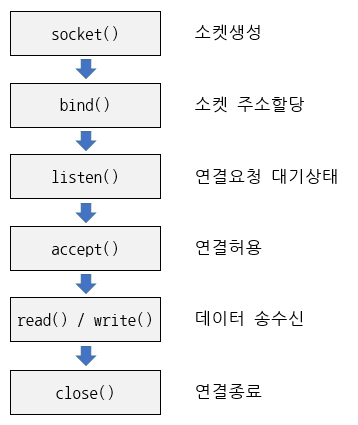 socket() 소켓생성
bind() 소켓 주소할당
listen() 연결요청 대기상태
accept() 연결허용
read() / write() 데이터 송수신
close() 연결종료